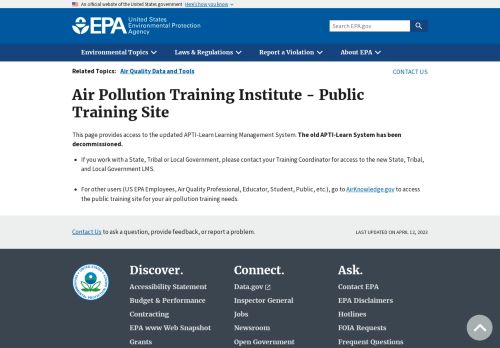 An official website of the United States government Here's how you know
EPA United States
Environmental Protection
Agency
Search EPA.gov
Environmental Topics
Laws & Regulations
Report a Violation
About EPA
Related Topics: Air Quality Data and Tools
CONTACT US
Air Pollution Training Institute - Public
Training Site
This page provides access to the updated APTI-Learn Learning Management System. The old APTI-Learn System has been
decommissioned.
If you work with a State, Tribal or Local Government, please contact your Training Coordinator for access to the new State, Tribal,
and Local Government LMS.
For other users (US EPA Employees, Air Quality Professional, Educator, Student, Public, etc.), go to AirKnowledge.gov to access
the public training site for your air pollution training needs.
Contact Us to ask a question, provide feedback, or report a problem.
LAST UPDATED ON APRIL 12, 2023
Discover.
Accessibility Statement
Budget & Performance
Contracting
EPA www Web Snapshot
Grants
Connect.
Data.gov
Inspector General
Jobs
Newsroom
Open Government
Ask.
Contact EPA
EPA Disclaimers
Hotlines
FOIA Requests
Frequent Questions